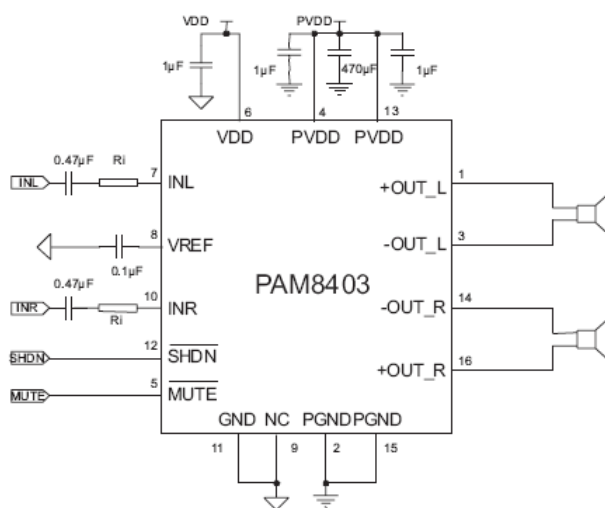 VDD PVDD
1µF 1µF 470µF 1µF
6 4 13
VDD PVDD PVDD
0.47µF Ri 7 1
INL INL +OUT_L
8 3
VREF -OUT_L
0.1µF
0.47µF PAM8403
10 14
INR INR -OUT_R
Ri
12 16
SHDN SHDN +OUT_R
5
MUTE MUTE
GND NC PGND PGND
11 9 2 15